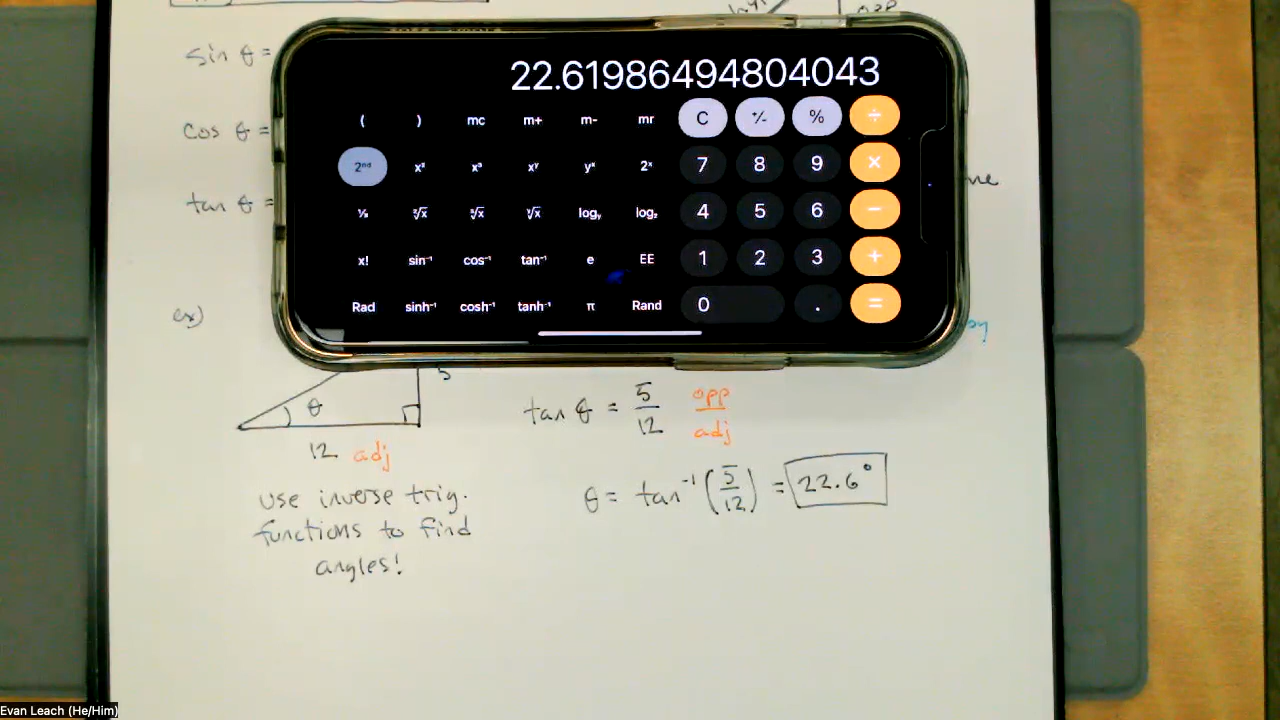 hyp opp
sin θ =
22.61986494804043
( ) mc m+ m- mr C +/- % ÷
cos θ =
2ⁿᵈ x² x³ xʸ yˣ 2ˣ 7 8 9 ×
tan θ =
¹/ₓ ²√x ³√x ʸ√x logᵧ log₂ 4 5 6 −
x! sin⁻¹ cos⁻¹ tan⁻¹ e EE 1 2 3 +
Rad sinh⁻¹ cosh⁻¹ tanh⁻¹ π Rand 0 . =
ex)
5
θ
12 adj
tan θ = 5/12 opp/adj
θ = tan⁻¹(5/12) = 22.6°
use inverse trig.
functions to find
angles!
Evan Leach (He/Him)